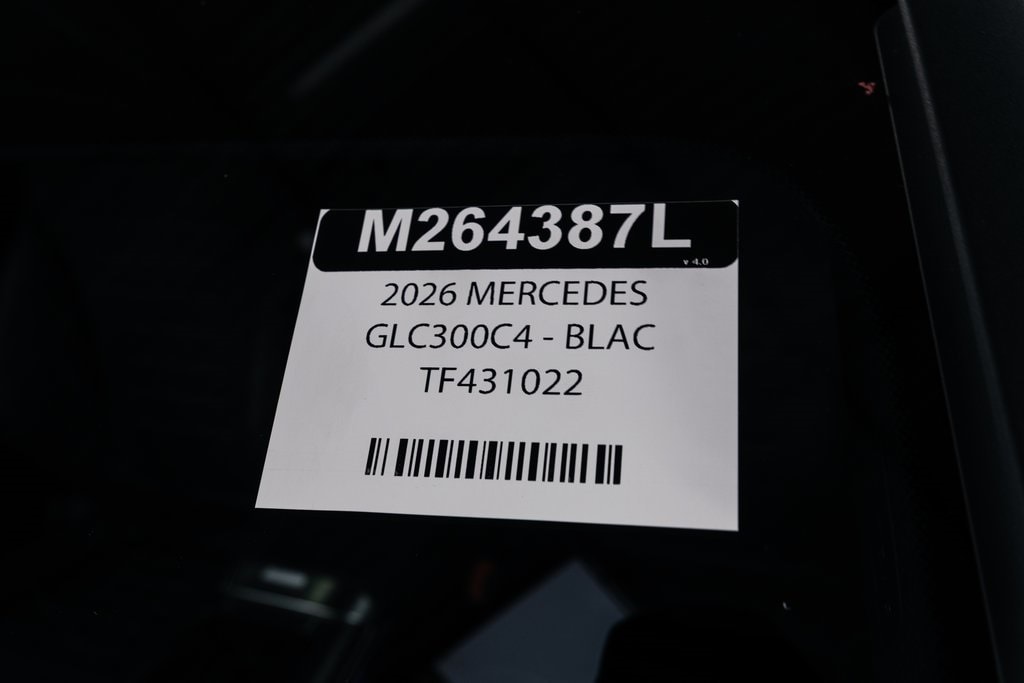 M264387L
v 4.0
2026 MERCEDES
GLC300C4 - BLAC
TF431022